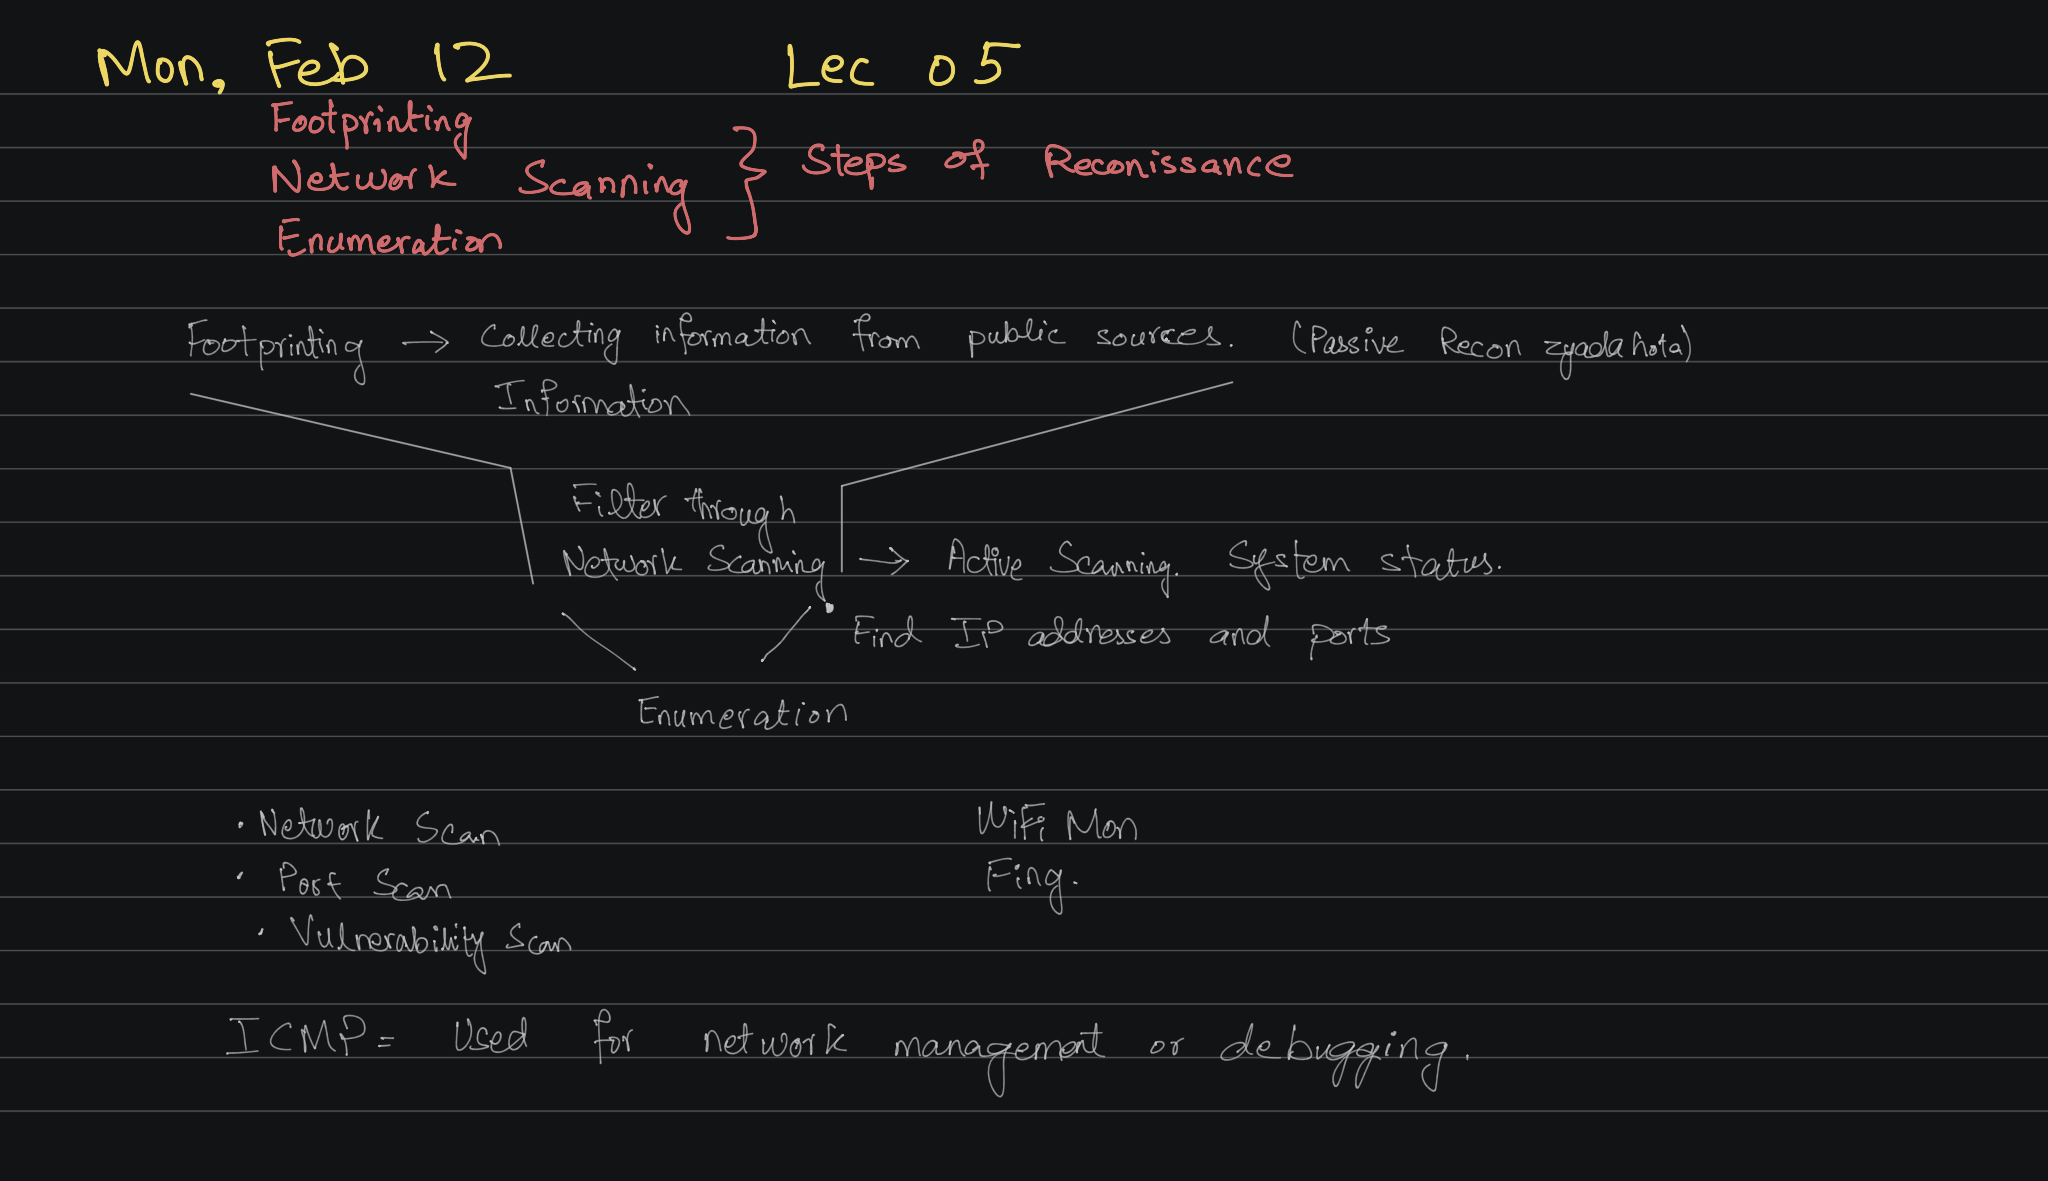 Mon, Feb 12 Lec 05
Footprinting
Network Scanning } Steps of Reconissance
Enumeration
Footprinting → Collecting information from public sources. (Passive Recon zyada hota)
Information
Filter through
Network Scanning → Active Scanning. System status.
Find IP addresses and ports
Enumeration
• Network Scan WiFi Mon
• Port Scan Fing.
• Vulnerability Scan
ICMP = Used for network management or debugging.